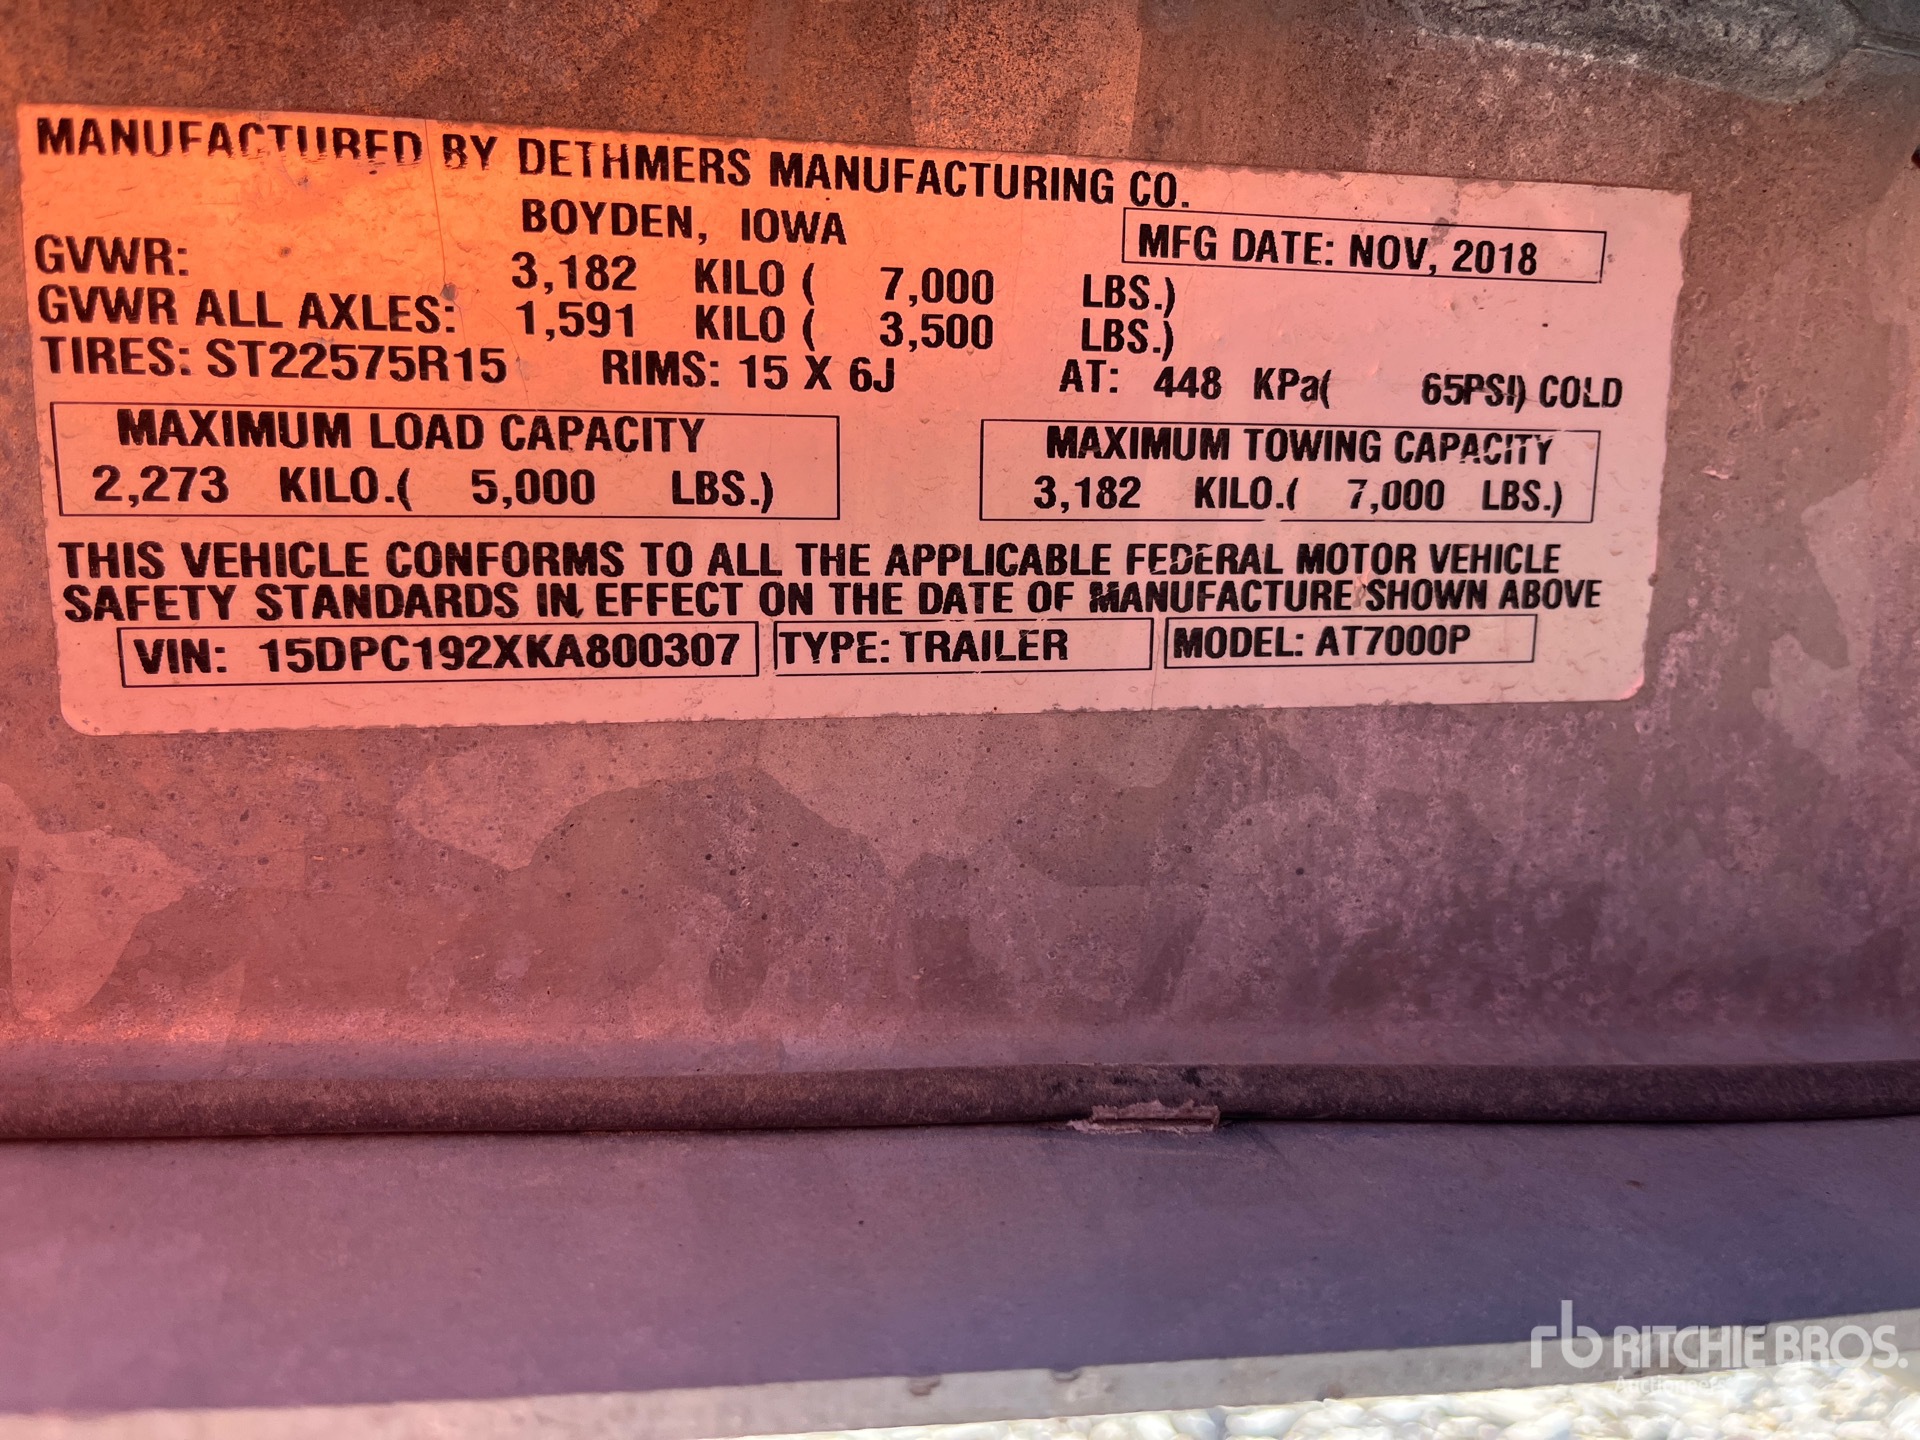 MANUFACTURED BY DETHMERS MANUFACTURING CO.
BOYDEN, IOWA
MFG DATE: NOV, 2018
GVWR: 3,182 KILO ( 7,000 LBS.)
GVWR ALL AXLES: 1,591 KILO ( 3,500 LBS.)
TIRES: ST22575R15 RIMS: 15 X 6J AT: 448 KPa( 65PSI) COLD
MAXIMUM LOAD CAPACITY
2,273 KILO.( 5,000 LBS.)
MAXIMUM TOWING CAPACITY
3,182 KILO.( 7,000 LBS.)
THIS VEHICLE CONFORMS TO ALL THE APPLICABLE FEDERAL MOTOR VEHICLE
SAFETY STANDARDS IN EFFECT ON THE DATE OF MANUFACTURE SHOWN ABOVE
VIN: 15DPC192XKA800307 TYPE: TRAILER MODEL: AT7000P
rb RITCHIE BROS.
Auctioneers